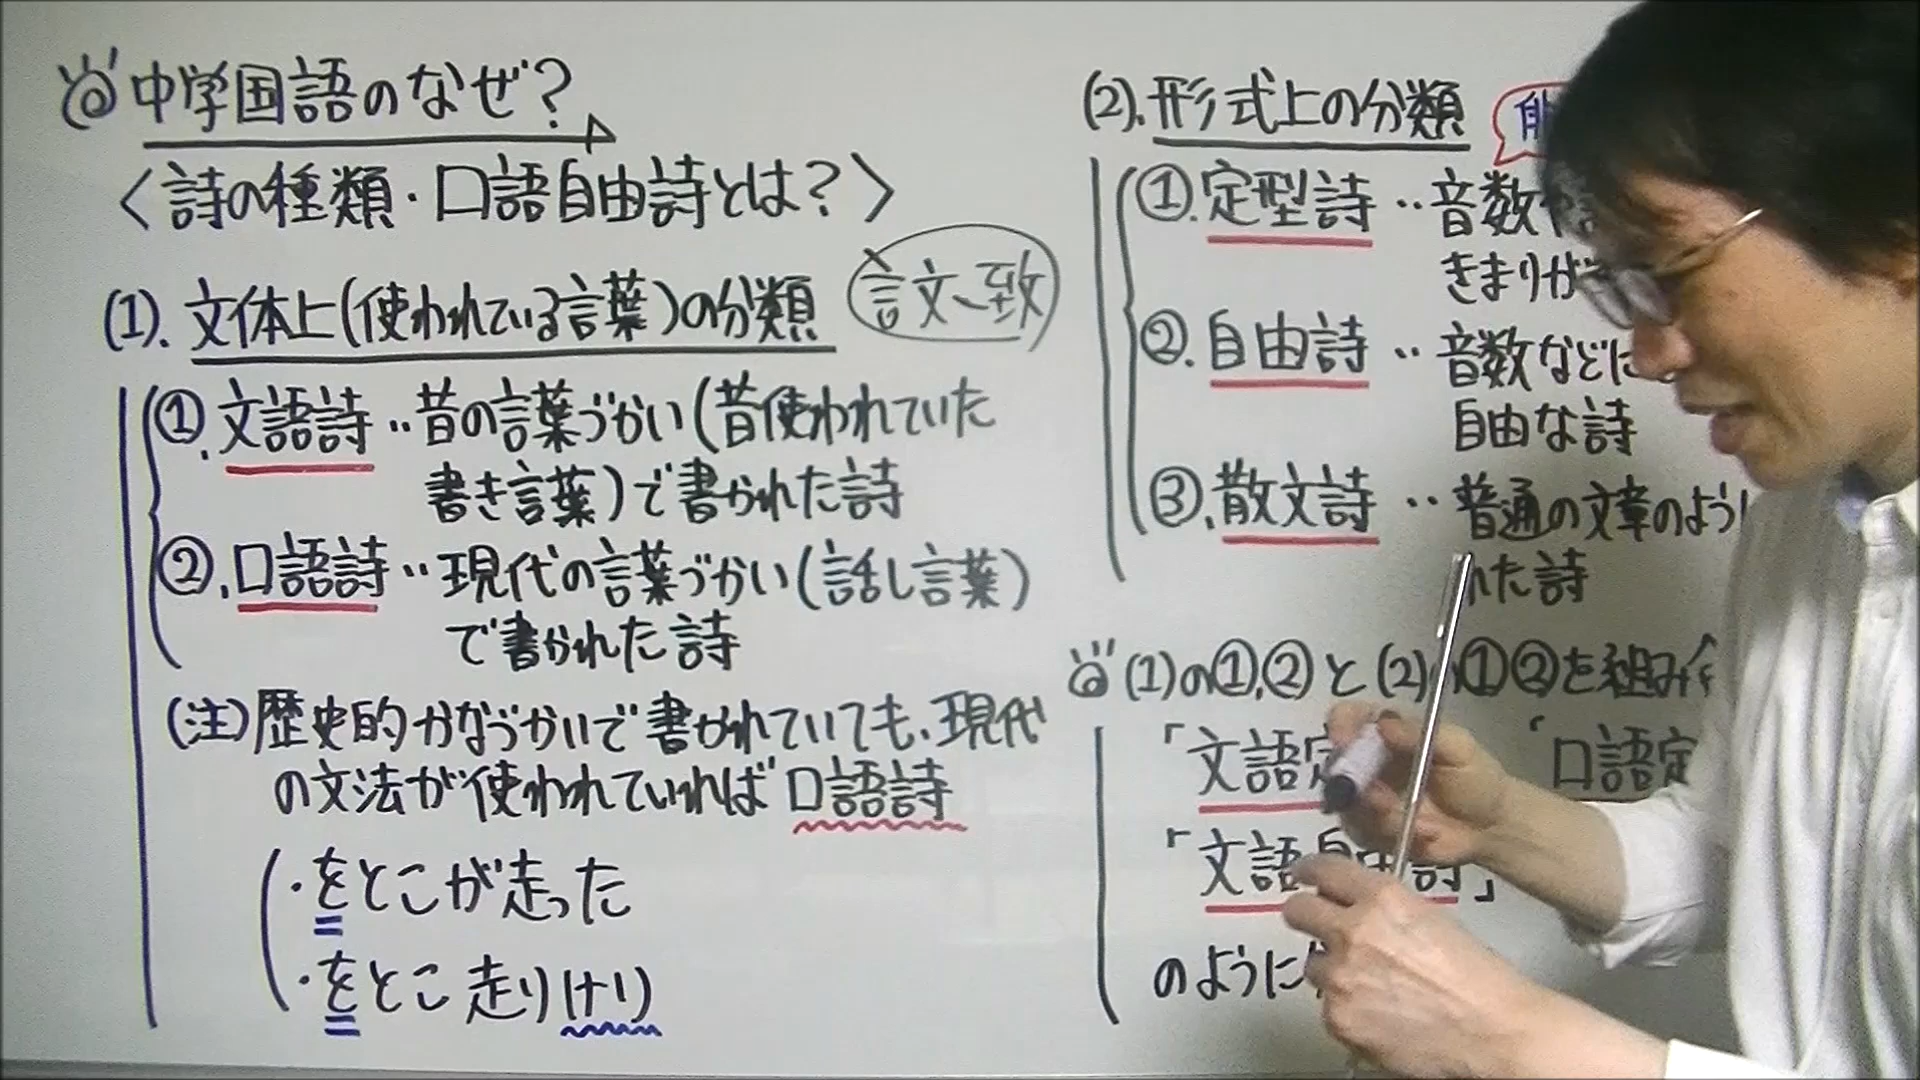 中学国語のなぜ?
〈詩の種類・口語自由詩とは?〉
(1).文体上(使われている言葉)の分類
言文一致
①.文語詩‥昔の言葉づかい(昔使われていた
書き言葉)で書かれた詩
②.口語詩‥現代の言葉づかい(話し言葉)
で書かれた詩
(注)歴史的かなづかいで書かれていても、現代
の文法が使われていれば口語詩
・をとこが走った
・をとこ走りけり
(2).形式上の分類
①.定型詩‥音数や
きまりが
②.自由詩‥音数などに
自由な詩
③.散文詩‥普通の文章のよう
れた詩
(1)の①,②と(2)の①②を組み
「文語定
「口語定
「文語自由詩」
のように